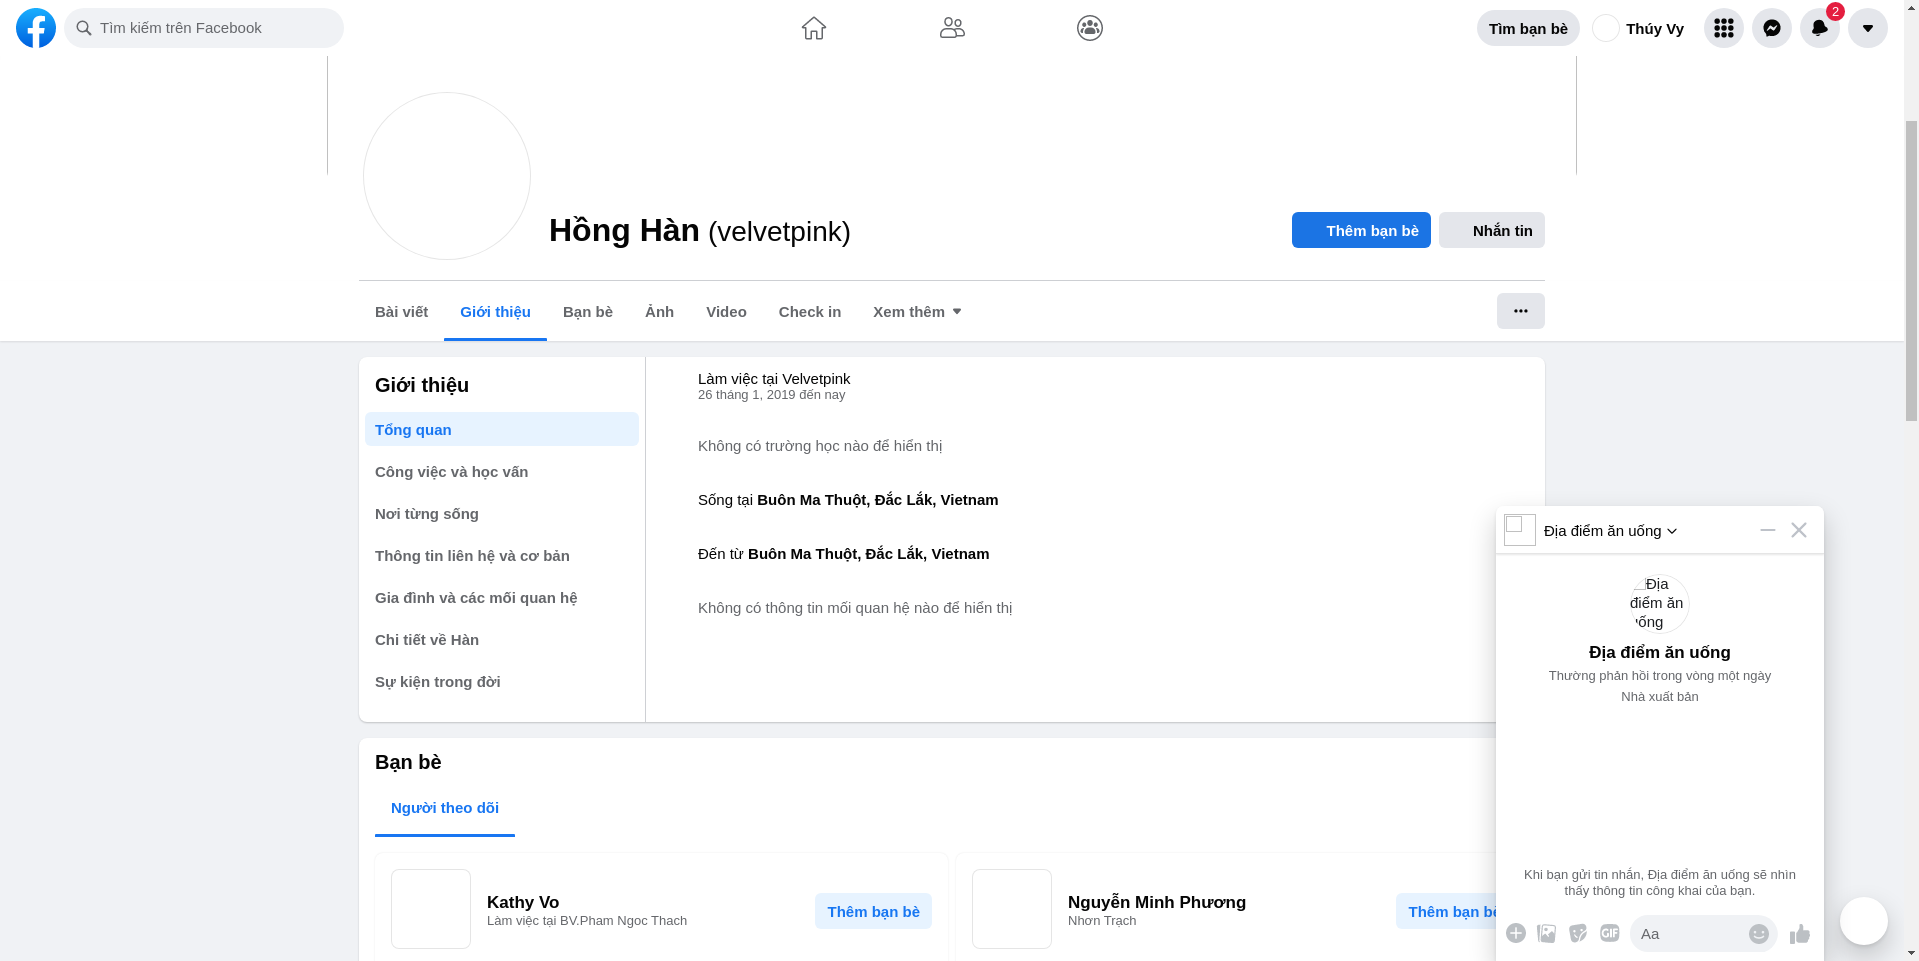 Tìm kiếm trên Facebook
Tìm bạn bè
Thúy Vy
2
Hồng Hàn (velvetpink)
Thêm bạn bè
Nhắn tin
Bài viết
Giới thiệu
Bạn bè
Ảnh
Video
Check in
Xem thêm
Giới thiệu
Tổng quan
Công việc và học vấn
Nơi từng sống
Thông tin liên hệ và cơ bản
Gia đình và các mối quan hệ
Chi tiết về Hàn
Sự kiện trong đời
Làm việc tại Velvetpink
26 tháng 1, 2019 đến nay
Không có trường học nào để hiển thị
Sống tại Buôn Ma Thuột, Đắc Lắk, Vietnam
Đến từ Buôn Ma Thuột, Đắc Lắk, Vietnam
Không có thông tin mối quan hệ nào để hiển thị
Bạn bè
Người theo dõi
Kathy Vo
Làm việc tại BV.Pham Ngoc Thach
Thêm bạn bè
Nguyễn Minh Phương
Nhơn Trạch
Thêm bạn bè
Địa điểm ăn uống
Địa
điểm ăn
uống
Địa điểm ăn uống
Thường phản hồi trong vòng một ngày
Nhà xuất bản
Khi bạn gửi tin nhắn, Địa điểm ăn uống sẽ nhìn
thấy thông tin công khai của bạn.
GIF
Aa